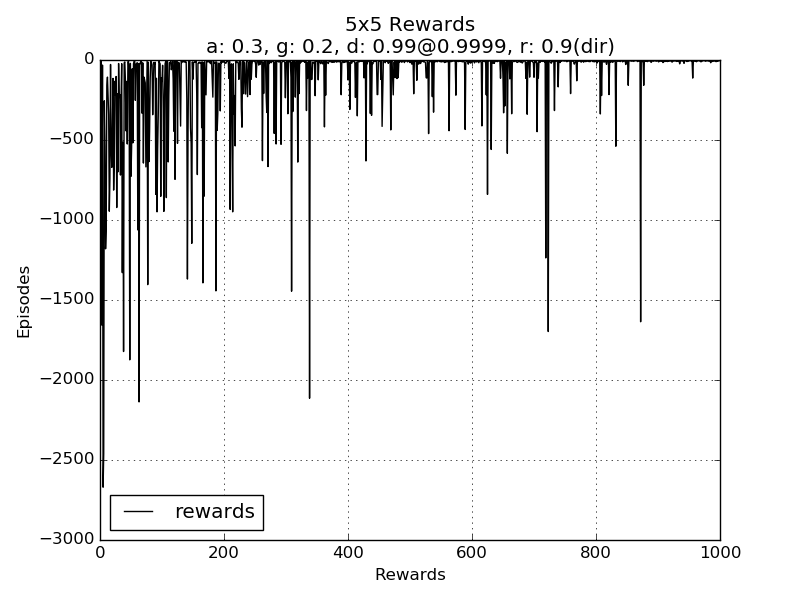 5x5 Rewards
a: 0.3, g: 0.2, d: 0.99@0.9999, r: 0.9(dir)
0
−500
−1000
−1500
−2000
−2500
−3000
Episodes
rewards
0 200 400 600 800 1000
Rewards